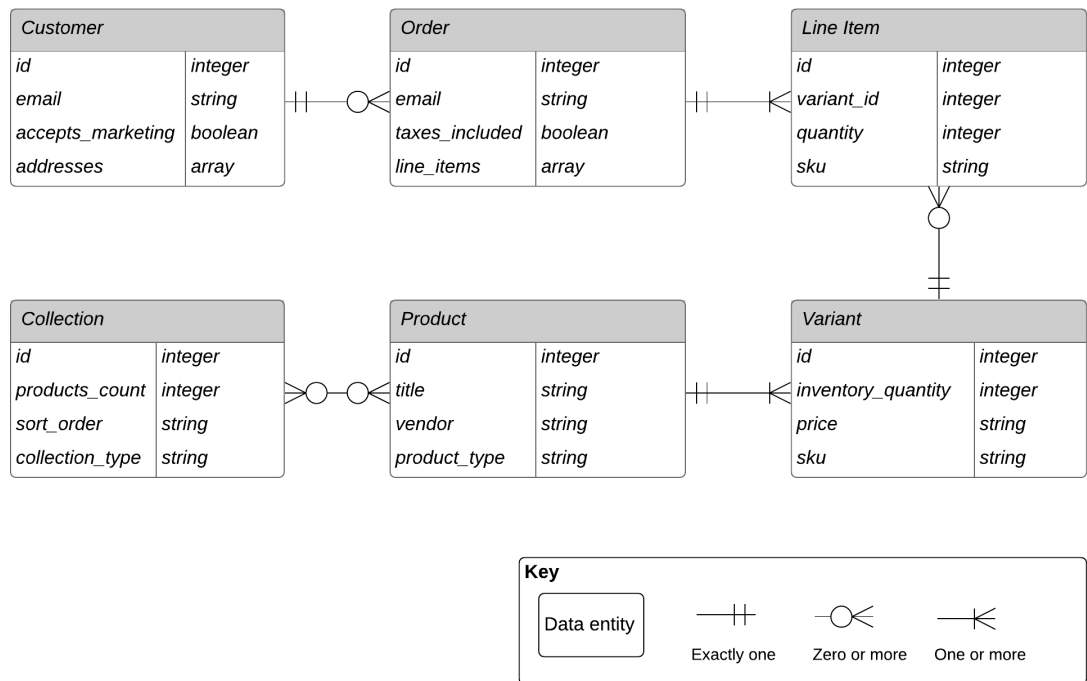 Customer
id integer
email string
accepts_marketing boolean
addresses array
Order
id integer
email string
taxes_included boolean
line_items array
Line Item
id integer
variant_id integer
quantity integer
sku string
Collection
id integer
products_count integer
sort_order string
collection_type string
Product
id integer
title string
vendor string
product_type string
Variant
id integer
inventory_quantity integer
price string
sku string
Key
Data entity
Exactly one
Zero or more
One or more